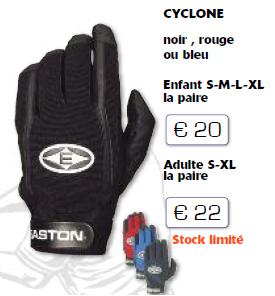 CYCLONE
noir , rouge
ou bleu
Enfant S-M-L-XL
la paire
€ 20
Adulte S-XL
la paire
€ 22
Stock limité
E
EASTON